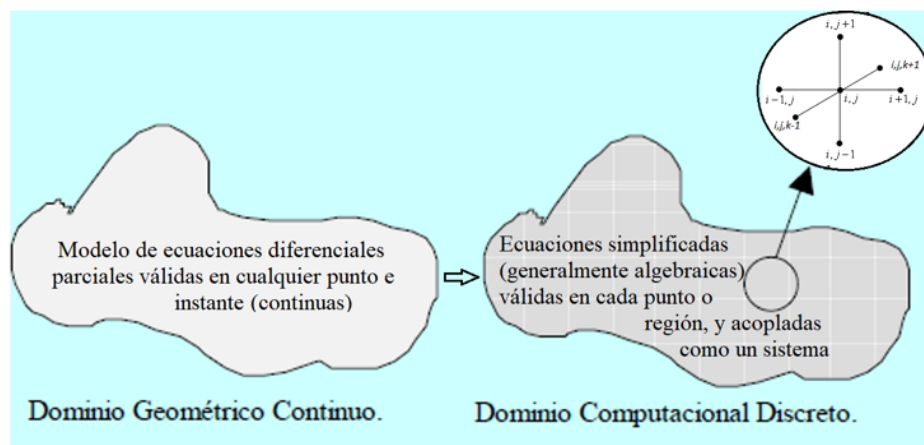 i, j+1
i,j,k+1
i−1, j
i, j
i+1, j
i,j,k-1
i, j−1
Modelo de ecuaciones diferenciales
parciales válidas en cualquier punto e
instante (continuas)
Ecuaciones simplificadas
(generalmente algebraicas)
válidas en cada punto o
región, y acopladas
como un sistema
Dominio Geométrico Continuo.
Dominio Computacional Discreto.